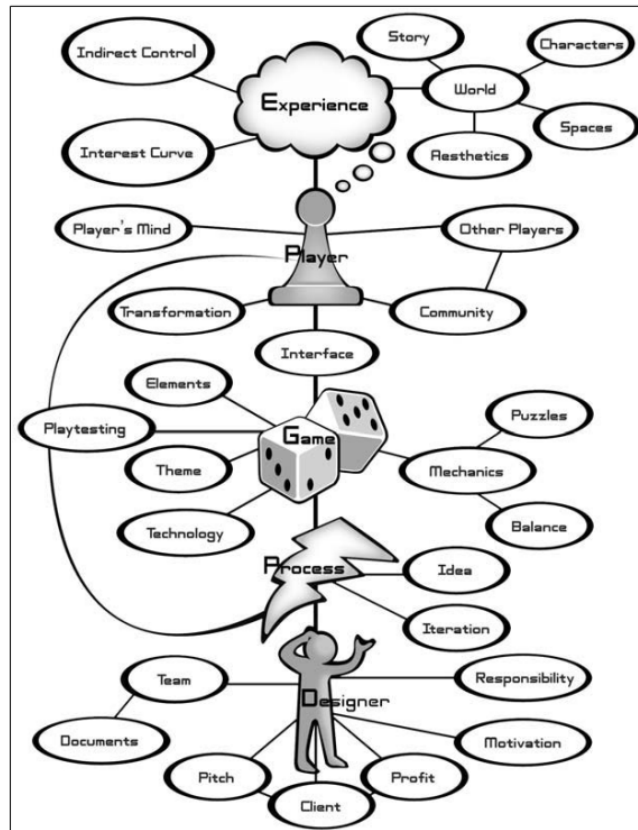 Indirect Control
Story
Characters
World
Experience
Interest Curve
Aesthetics
Spaces
Player's Mind
Other Players
Player
Transformation
Community
Interface
Elements
Puzzles
Playtesting
Game
Theme
Mechanics
Technology
Balance
Process
Idea
Iteration
Team
Responsibility
Designer
Documents
Motivation
Pitch
Profit
Client